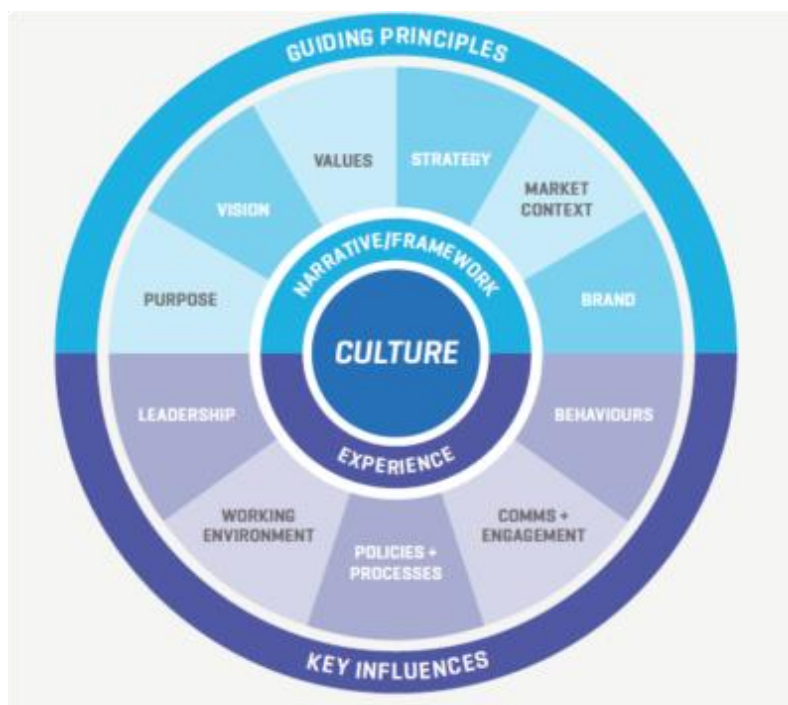 GUIDING PRINCIPLES
VALUES
STRATEGY
MARKET
CONTEXT
VISION
BRAND
PURPOSE
NARRATIVE/FRAMEWORK
CULTURE
EXPERIENCE
LEADERSHIP
BEHAVIOURS
WORKING
ENVIRONMENT
COMMS +
ENGAGEMENT
POLICIES +
PROCESSES
KEY INFLUENCES